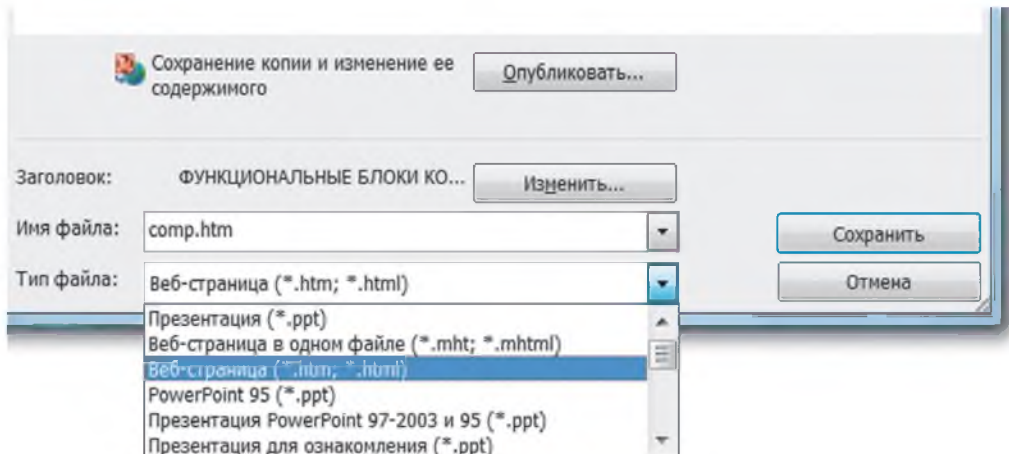 Сохранение копии и изменение ее
содержимого
Опубликовать...
Заголовок:
ФУНКЦИОНАЛЬНЫЕ БЛОКИ КО...
Изменить...
Имя файла:
comp.htm
Сохранить
Тип файла:
Веб-страница (*.htm; *.html)
Отмена
Презентация (*.ppt)
Веб-страница в одном файле (*.mht; *.mhtml)
Веб-страница (*.htm; *.html)
PowerPoint 95 (*.ppt)
Презентация PowerPoint 97-2003 и 95 (*.ppt)
Презентация для ознакомления (*.ppt)